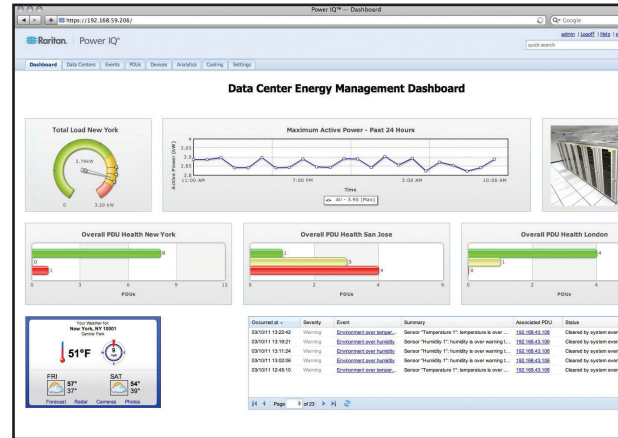 Power IQ™ — Dashboard
https://192.168.59.206/
Google
Raritan. Power IQ®
admin | Logoff | Help |
quick search
Dashboard Data Centers Events PDUs Devices Analytics Cooling Settings
Data Center Energy Management Dashboard
Total Load New York
2.79kW
0 3.29 kW
Maximum Active Power - Past 24 Hours
Active Power (kW)
4
3.95
3.9
3.85
3.8
11:00 AM 7:00 PM 3:00 AM 10:00 AM
Time
All - 3.90 (Max)
Overall PDU Health New York
8
0
1
0 3 6 9 12
PDUs
Overall PDU Health San Jose
1
3
4
0 2 4 6
PDUs
Overall PDU Health London
4
1
0
0 2 4
PDUs
Your Weather for:
New York, NY 10001
Central Park
51°F
9
mph
FRI
57°
37°
SAT
54°
39°
Forecast Radar Cameras Photos
Occurred at Severity Event Summary Associated PDU Status
03/10/11 13:22:42 Warning Environment over temper... Sensor "Temperature 1": temperature is over ... 192.168.43.106 Cleared by system even
03/10/11 13:19:21 Warning Environment over humidity Sensor "Humidity 1": humidity is over warning t... 192.168.43.106 Cleared by system even
03/10/11 13:11:24 Warning Environment over humidity Sensor "Humidity 1": humidity is over warning t... 192.168.43.106 Cleared by system even
03/10/11 13:02:06 Warning Environment over humidity Sensor "Humidity 1": humidity is over warning t... 192.168.43.106 Cleared by system even
03/10/11 12:45:10 Warning Environment over temper... Sensor "Temperature 1": temperature is over ... 192.168.43.106 Cleared by system even
Page 3 of 23